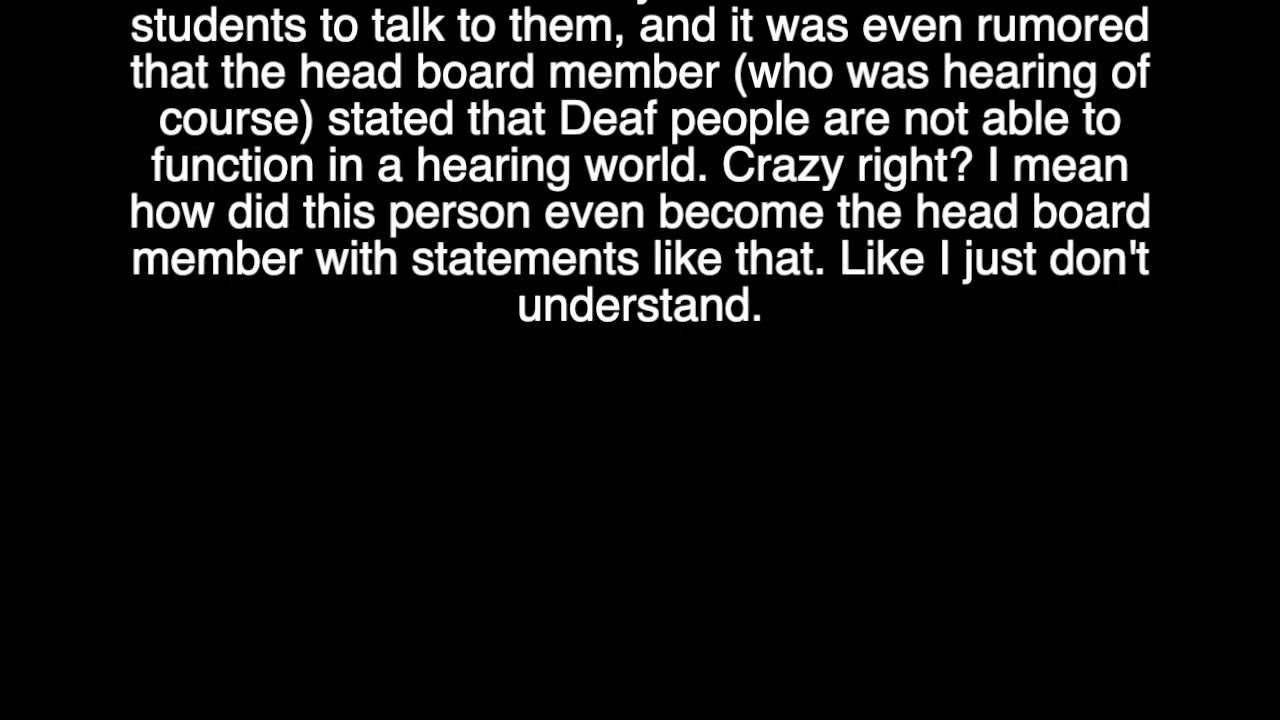 students to talk to them, and it was even rumored
that the head board member (who was hearing of
course) stated that Deaf people are not able to
function in a hearing world. Crazy right? I mean
how did this person even become the head board
member with statements like that. Like I just don't
understand.